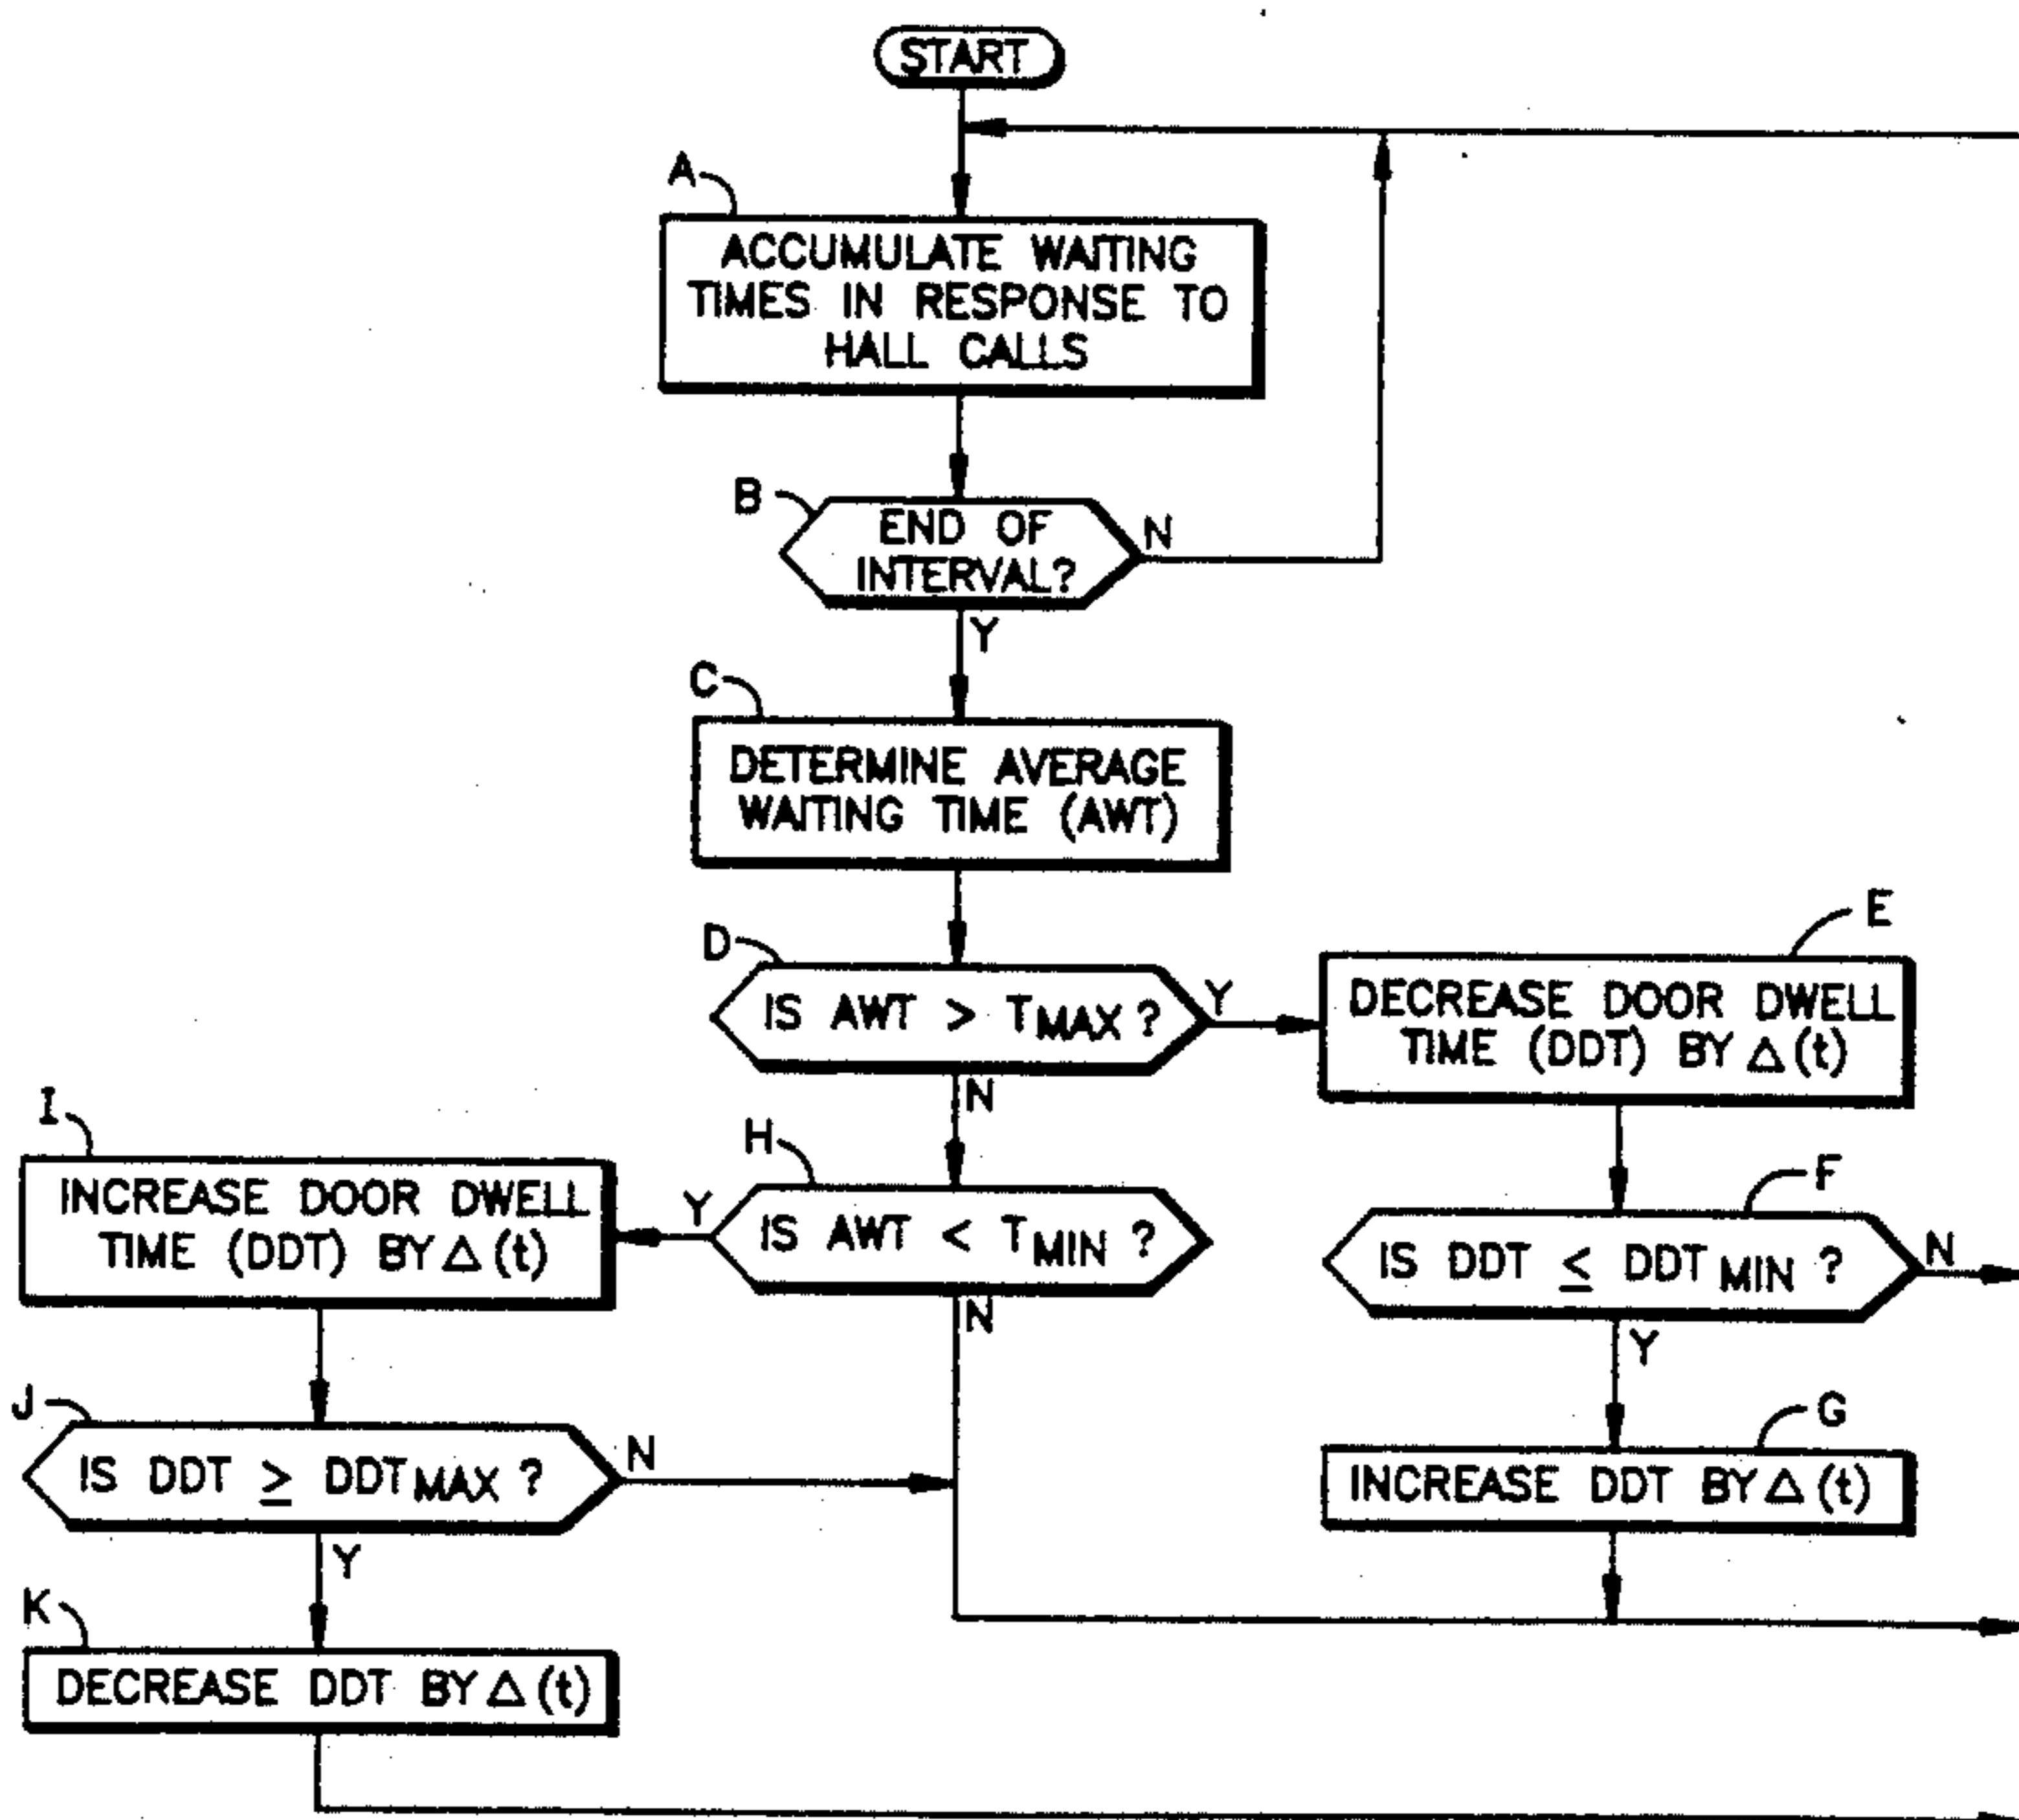 START
A
ACCUMULATE WAITING
TIMES IN RESPONSE TO
HALL CALLS
B
END OF
INTERVAL?
N
Y
C
DETERMINE AVERAGE
WAITING TIME (AWT)
D
IS AWT > TMAX ?
Y
N
E
DECREASE DOOR DWELL
TIME (DDT) BY Δ(t)
F
IS DDT ≤ DDT MIN ?
N
Y
G
INCREASE DDT BY Δ(t)
H
IS AWT < TMIN ?
Y
N
I
INCREASE DOOR DWELL
TIME (DDT) BY Δ(t)
J
IS DDT ≥ DDT MAX ?
N
Y
K
DECREASE DDT BY Δ(t)